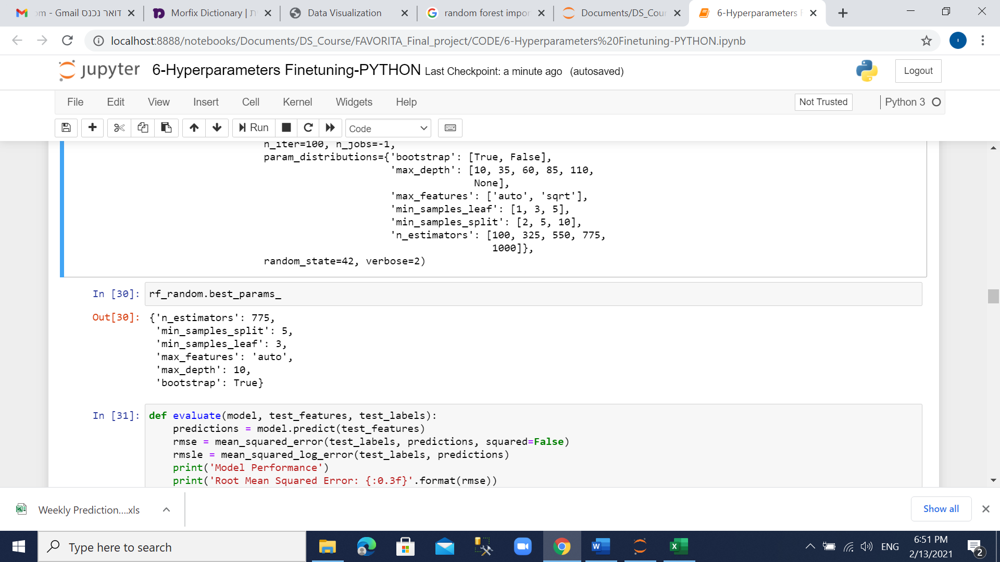 om - Gmail דואר נכנס
Morfix Dictionary | ת
Data Visualization
random forest impor
Documents/DS_Cour
6-Hyperparameters F
localhost:8888/notebooks/Documents/DS_Course/FAVORITA_Final_project/CODE/6-Hyperparameters%20Finetuning-PYTHON.ipynb
jupyter 6-Hyperparameters Finetuning-PYTHON Last Checkpoint: a minute ago (autosaved)
Logout
File Edit View Insert Cell Kernel Widgets Help
Not Trusted
Python 3
Run
Code
n_iter=100, n_jobs=-1,
param_distributions={'bootstrap': [True, False],
'max_depth': [10, 35, 60, 85, 110,
None],
'max_features': ['auto', 'sqrt'],
'min_samples_leaf': [1, 3, 5],
'min_samples_split': [2, 5, 10],
'n_estimators': [100, 325, 550, 775,
1000]},
random_state=42, verbose=2)
In [30]: rf_random.best_params_
Out[30]: {'n_estimators': 775,
'min_samples_split': 5,
'min_samples_leaf': 3,
'max_features': 'auto',
'max_depth': 10,
'bootstrap': True}
In [31]: def evaluate(model, test_features, test_labels):
predictions = model.predict(test_features)
rmse = mean_squared_error(test_labels, predictions, squared=False)
rmsle = mean_squared_log_error(test_labels, predictions)
print('Model Performance')
print('Root Mean Squared Error: {:0.3f}'.format(rmse))
Weekly Prediction....xls
Show all
Type here to search
ENG
6:51 PM
2/13/2021
2